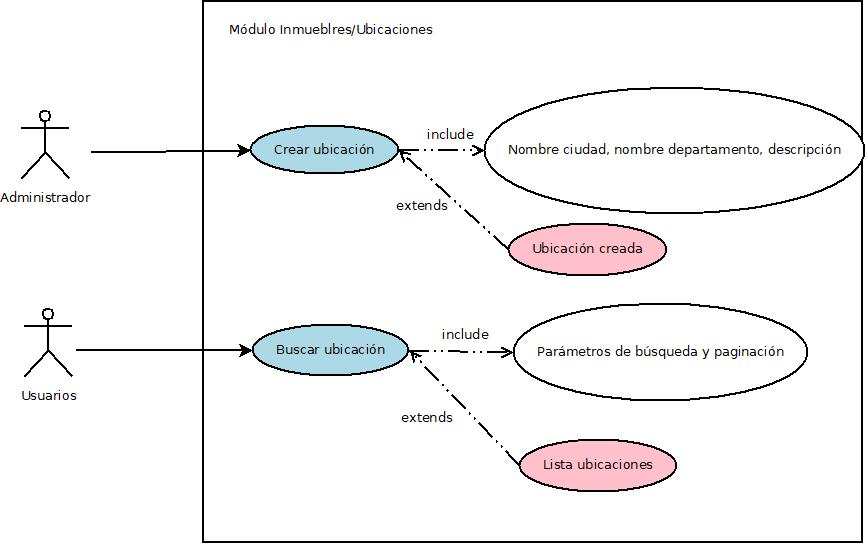 Módulo Inmueblres/Ubicaciones
include
Crear ubicación
Nombre ciudad, nombre departamento, descripción
Administrador
extends
Ubicación creada
include
Buscar ubicación
Parámetros de búsqueda y paginación
Usuarios
extends
Lista ubicaciones